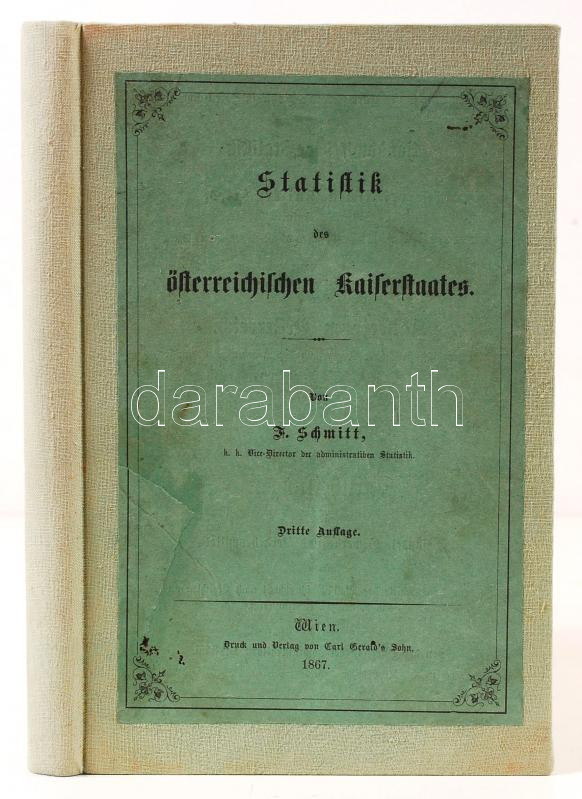 Statistik
des
österreichischen Kaiserstaates.
Von
F. Schmitt,
k. k. Vice-Director der administrativen Statistik.
Dritte Auflage.
Wien.
Druck und Verlag von Carl Gerold's Sohn.
1867.
darabanth